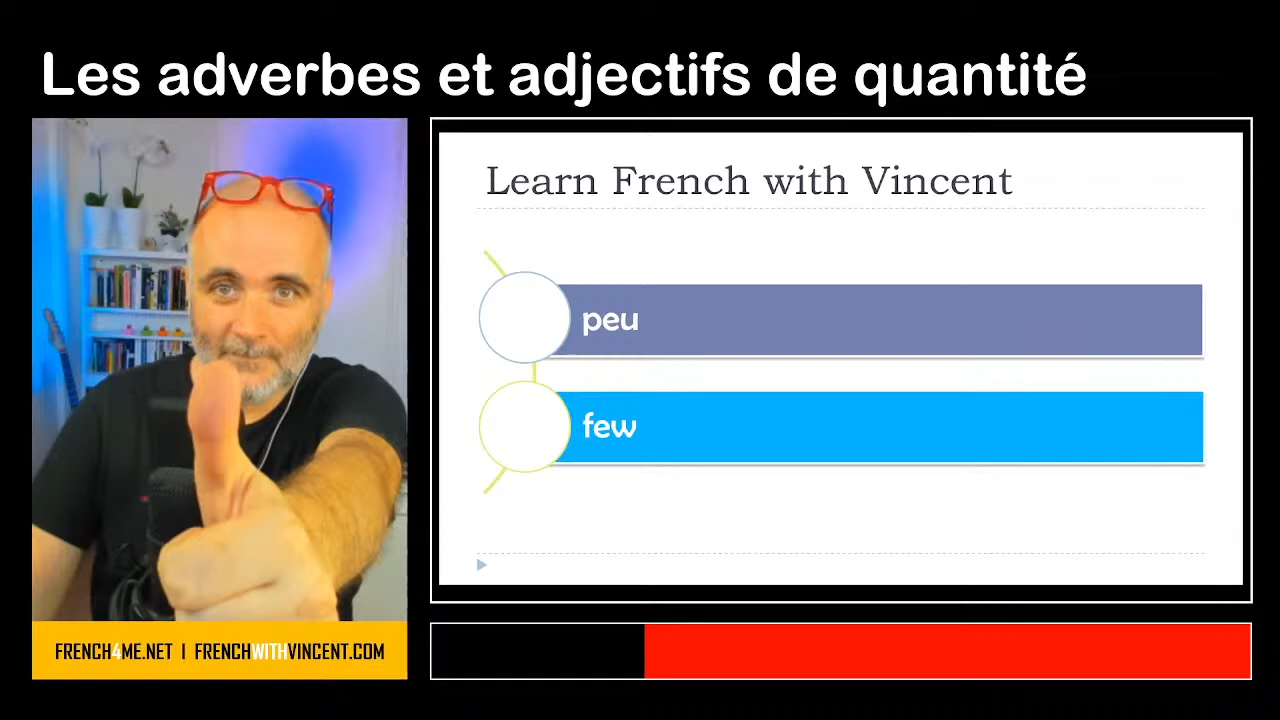 Les adverbes et adjectifs de quantité
Learn French with Vincent
peu
few
FRENCH4ME.NET I FRENCHWITHVINCENT.COM